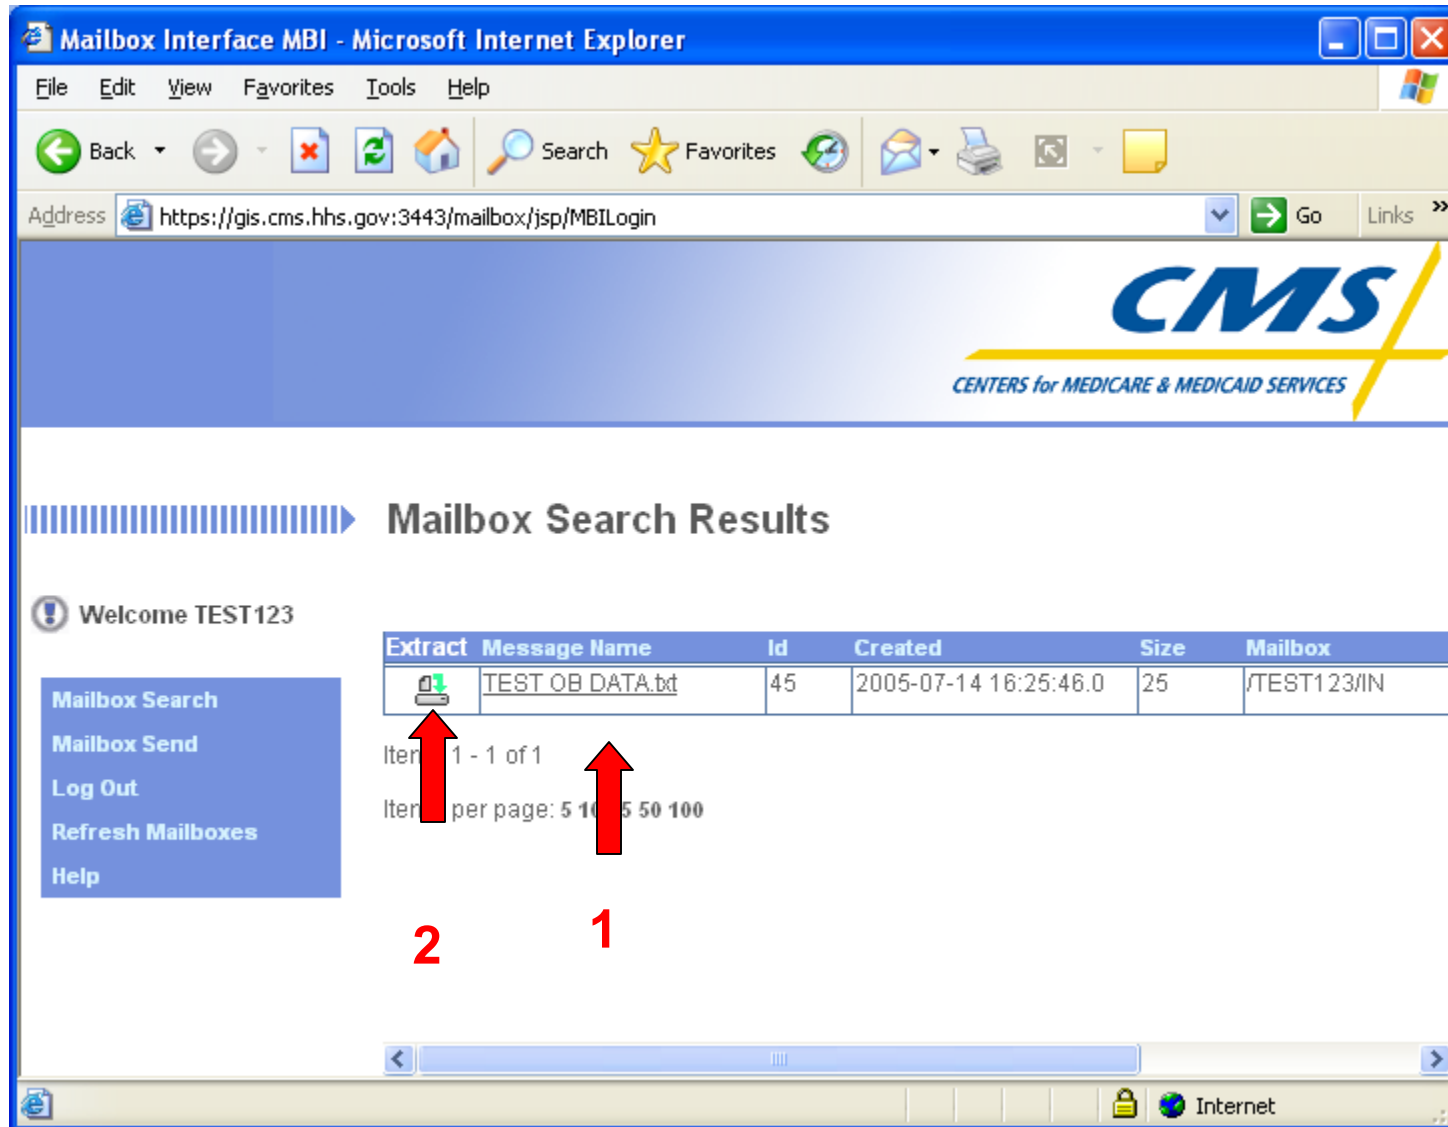 Mailbox Interface MBI - Microsoft Internet Explorer
File Edit View Favorites Tools Help
Back Search Favorites
Address https://gis.cms.hhs.gov:3443/mailbox/jsp/MBILogin Go Links »
CMS
CENTERS for MEDICARE & MEDICAID SERVICES
Mailbox Search Results
Welcome TEST123
Mailbox Search
Mailbox Send
Log Out
Refresh Mailboxes
Help
Extract Message Name Id Created Size Mailbox
TEST OB DATA.txt 45 2005-07-14 16:25:46.0 25 /TEST123/IN
1 - 1 of 1
per page: 5 50 100
2 1
Internet